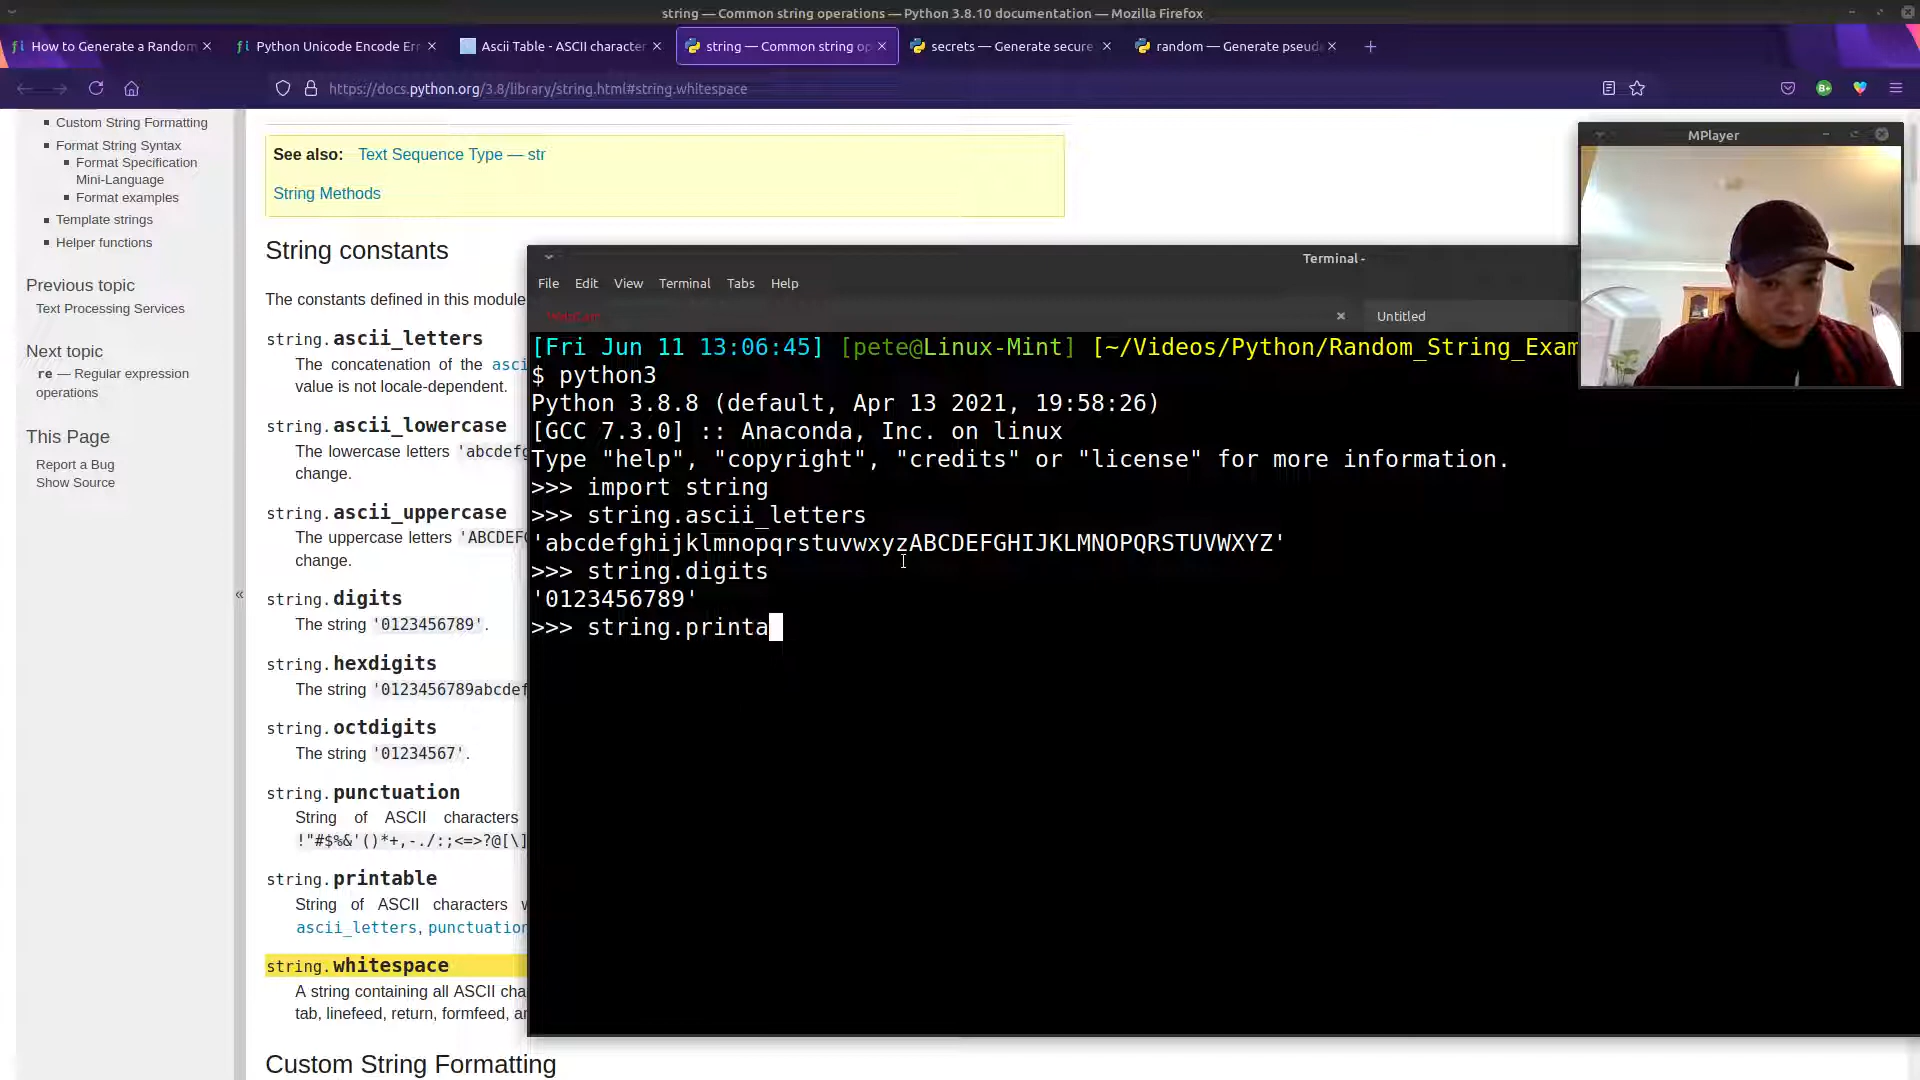 string — Common string operations — Python 3.8.10 documentation — Mozilla Firefox
How to Generate a Random
Python Unicode Encode Err
Ascii Table - ASCII character
string — Common string op
secrets — Generate secure
random — Generate pseud
https://docs.python.org/3.8/library/string.html#string.whitespace
Custom String Formatting
Format String Syntax
Format Specification
Mini-Language
Format examples
Template strings
Helper functions
Previous topic
Text Processing Services
Next topic
re — Regular expression
operations
This Page
Report a Bug
Show Source
«
See also: Text Sequence Type — str
String Methods
String constants
The constants defined in this module
string.ascii_letters
The concatenation of the asci
value is not locale-dependent.
string.ascii_lowercase
The lowercase letters 'abcdefg
change.
string.ascii_uppercase
The uppercase letters 'ABCDEFG
change.
string.digits
The string '0123456789'.
string.hexdigits
The string '0123456789abcdef
string.octdigits
The string '01234567'.
string.punctuation
String of ASCII characters
!"#$%&'()*+,-./:;<=>?@[\]
string.printable
String of ASCII characters w
ascii_letters, punctuation
string.whitespace
A string containing all ASCII cha
tab, linefeed, return, formfeed, an
Custom String Formatting
MPlayer
Terminal -
File Edit View Terminal Tabs Help
Untitled
[Fri Jun 11 13:06:45] [pete@Linux-Mint] [~/Videos/Python/Random_String_Exam
$ python3
Python 3.8.8 (default, Apr 13 2021, 19:58:26)
[GCC 7.3.0] :: Anaconda, Inc. on linux
Type "help", "copyright", "credits" or "license" for more information.
>>> import string
>>> string.ascii_letters
'abcdefghijklmnopqrstuvwxyzABCDEFGHIJKLMNOPQRSTUVWXYZ'
>>> string.digits
'0123456789'
>>> string.printa